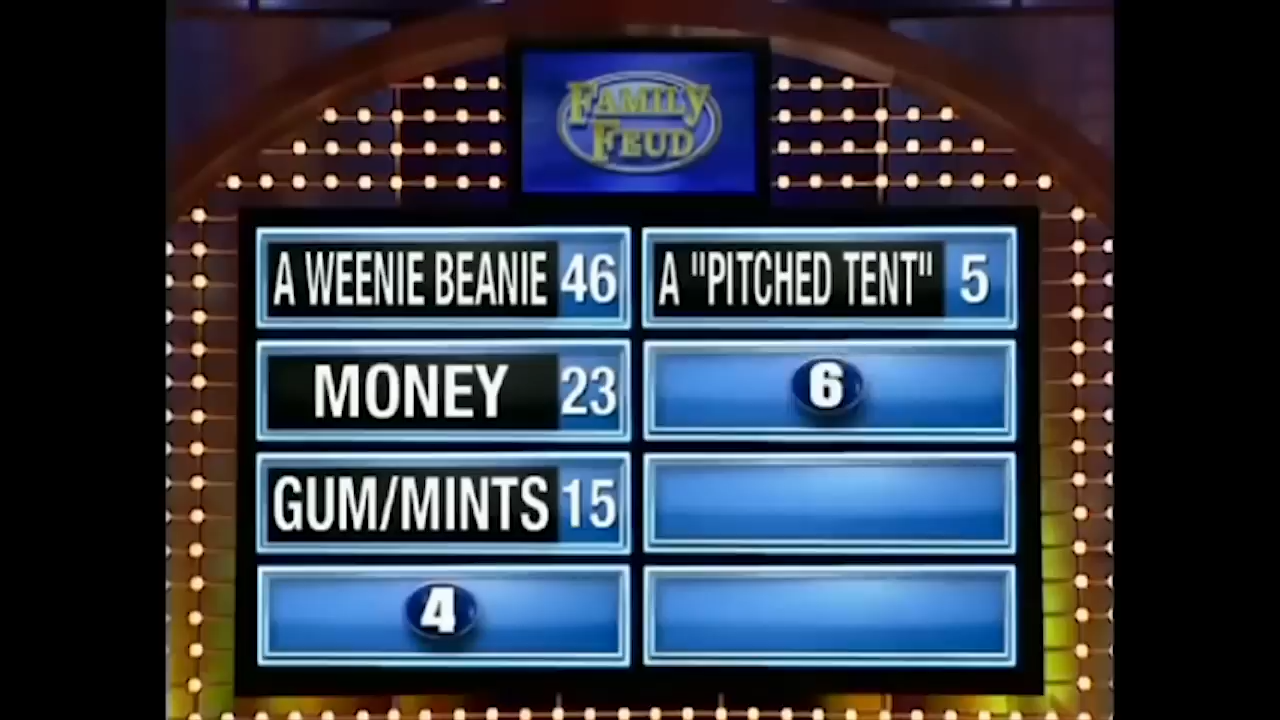 FAMILY
FEUD
A WEENIE BEANIE 46
A "PITCHED TENT" 5
MONEY 23
6
GUM/MINTS 15
4